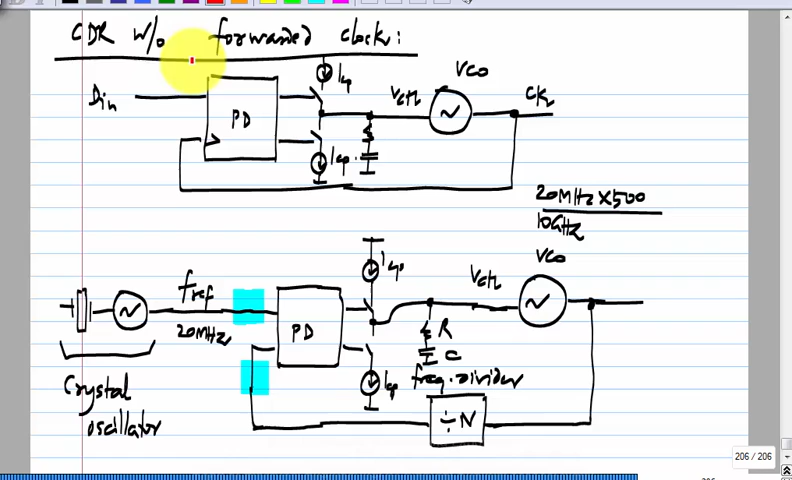 CDR w/o forwarded clock:
Icp
VCO
Din
PD
Vctl
Ck
Icp
20MHz X 500
10GHz
Icp
VCO
Vctl
fref
20MHz
PD
R
C
Icp
freq. divider
÷N
Crystal
oscillator
206 / 206